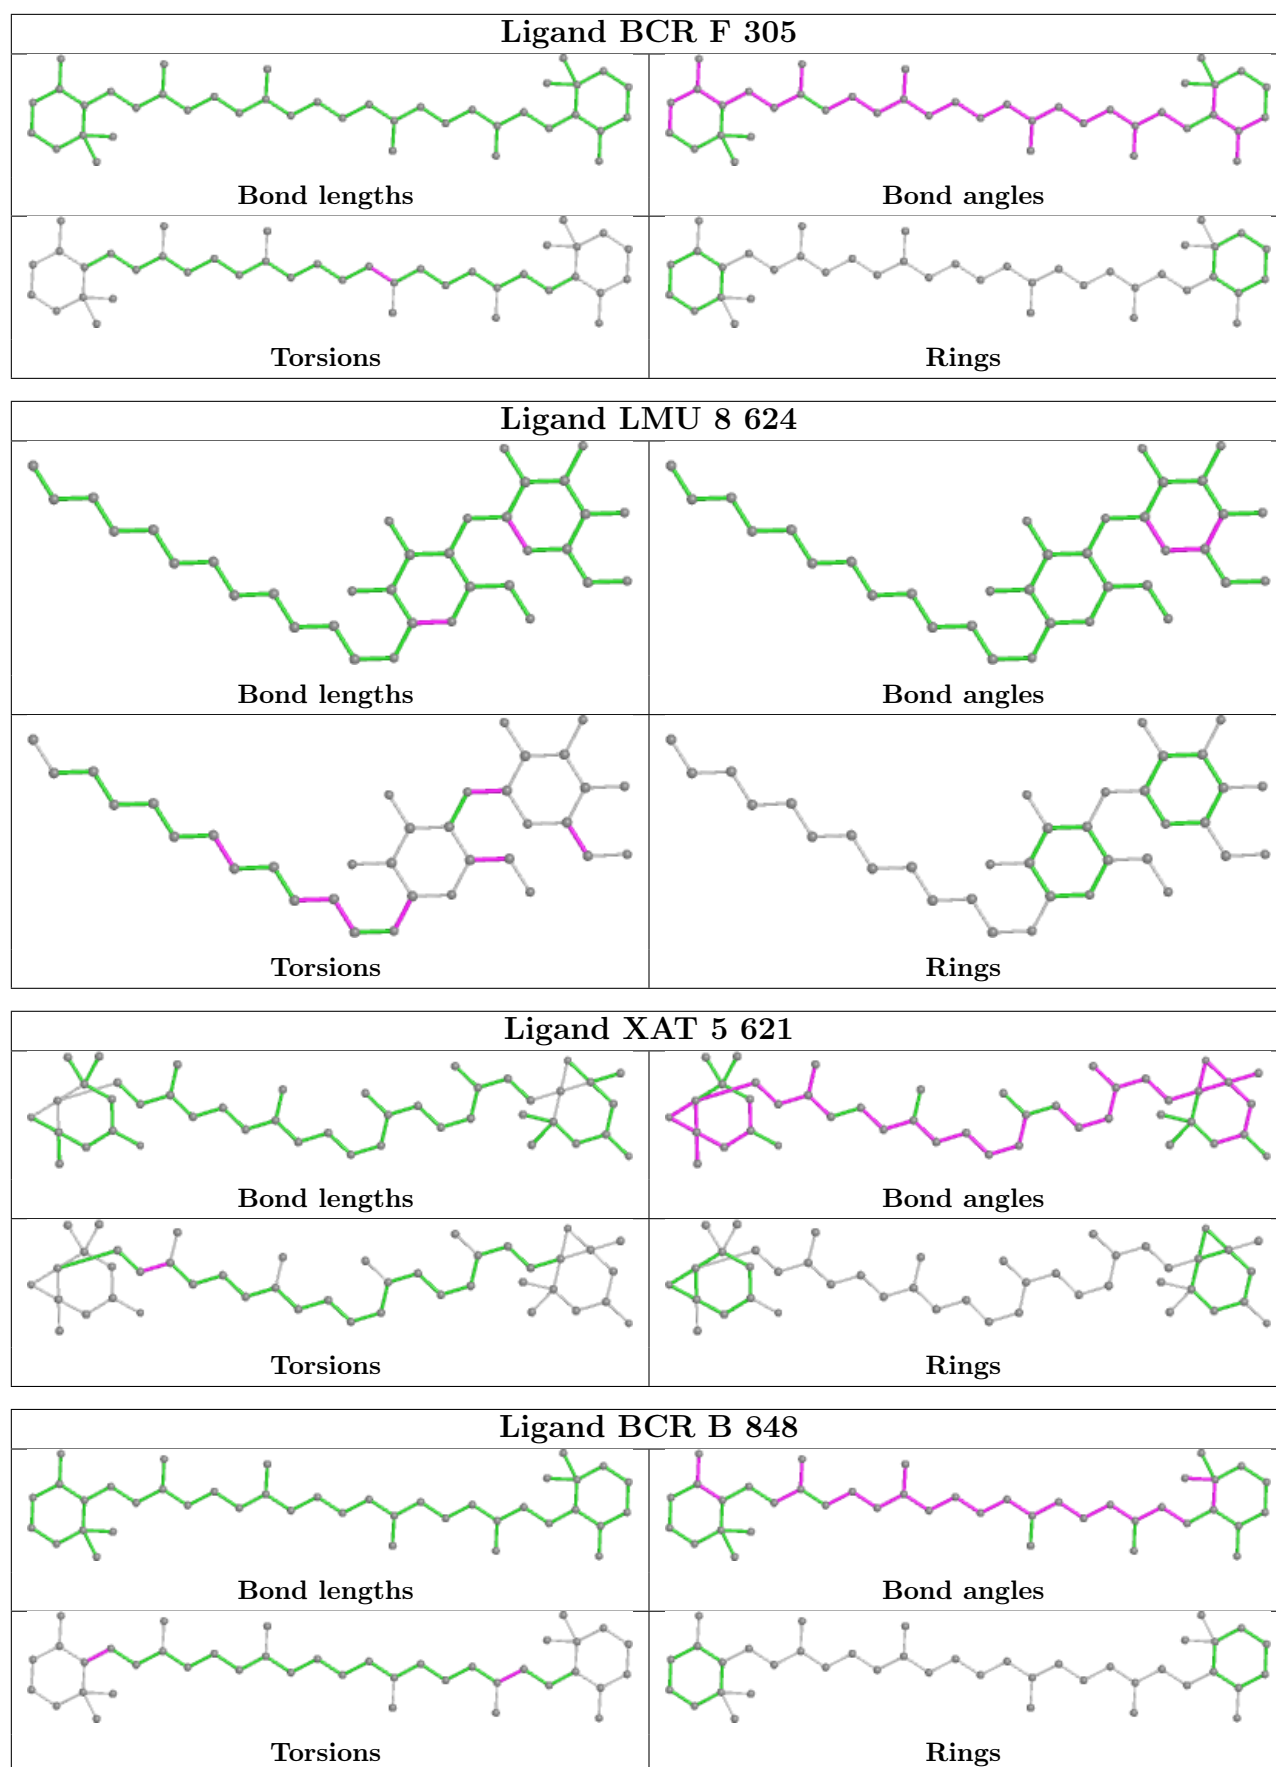 Ligand BCR F 305
Bond lengths
Bond angles
Torsions
Rings
Ligand LMU 8 624
Bond lengths
Bond angles
Torsions
Rings
Ligand XAT 5 621
Bond lengths
Bond angles
Torsions
Rings
Ligand BCR B 848
Bond lengths
Bond angles
Torsions
Rings